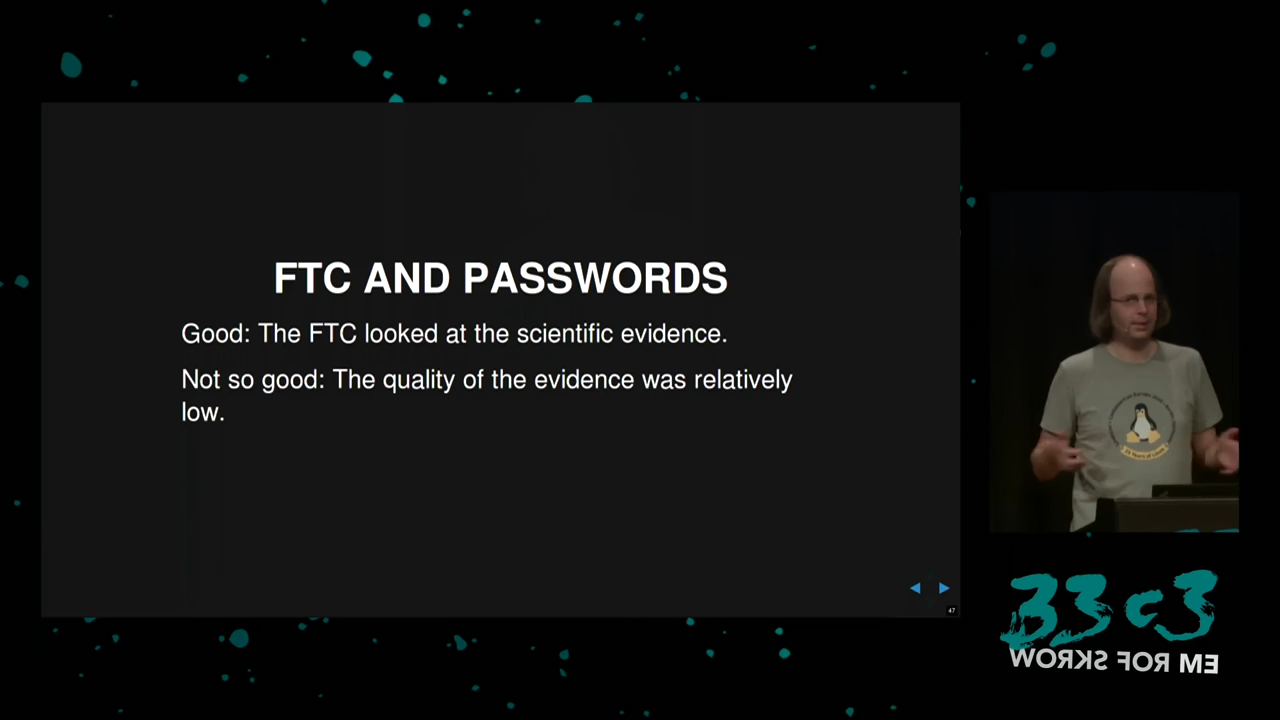 FTC AND PASSWORDS
Good: The FTC looked at the scientific evidence.
Not so good: The quality of the evidence was relatively
low.
47
33c3
WORKS FOR ME